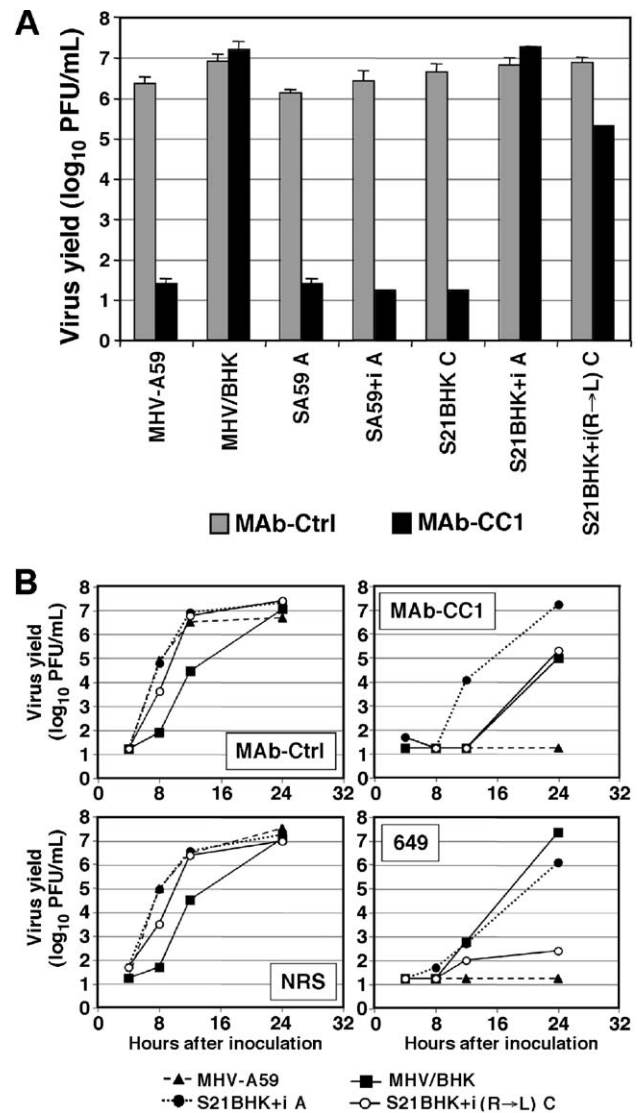 A
Virus yield (log10 PFU/mL)
8
7
6
5
4
3
2
1
0
MHV-A59
MHV/BHK
SA59 A
SA59+i A
S21BHK C
S21BHK+i A
S21BHK+i(R→L) C
MAb-Ctrl MAb-CC1
B
Virus yield
(log10 PFU/mL)
8
7
6
5
4
3
2
1
0
MAb-Ctrl
0 8 16 24 32
8
7
6
5
4
3
2
1
0
MAb-CC1
0 8 16 24 32
Virus yield
(log10 PFU/mL)
8
7
6
5
4
3
2
1
0
NRS
0 8 16 24 32
Hours after inoculation
8
7
6
5
4
3
2
1
0
649
0 8 16 24 32
Hours after inoculation
MHV-A59 MHV/BHK
S21BHK+i A S21BHK+i(R→L) C